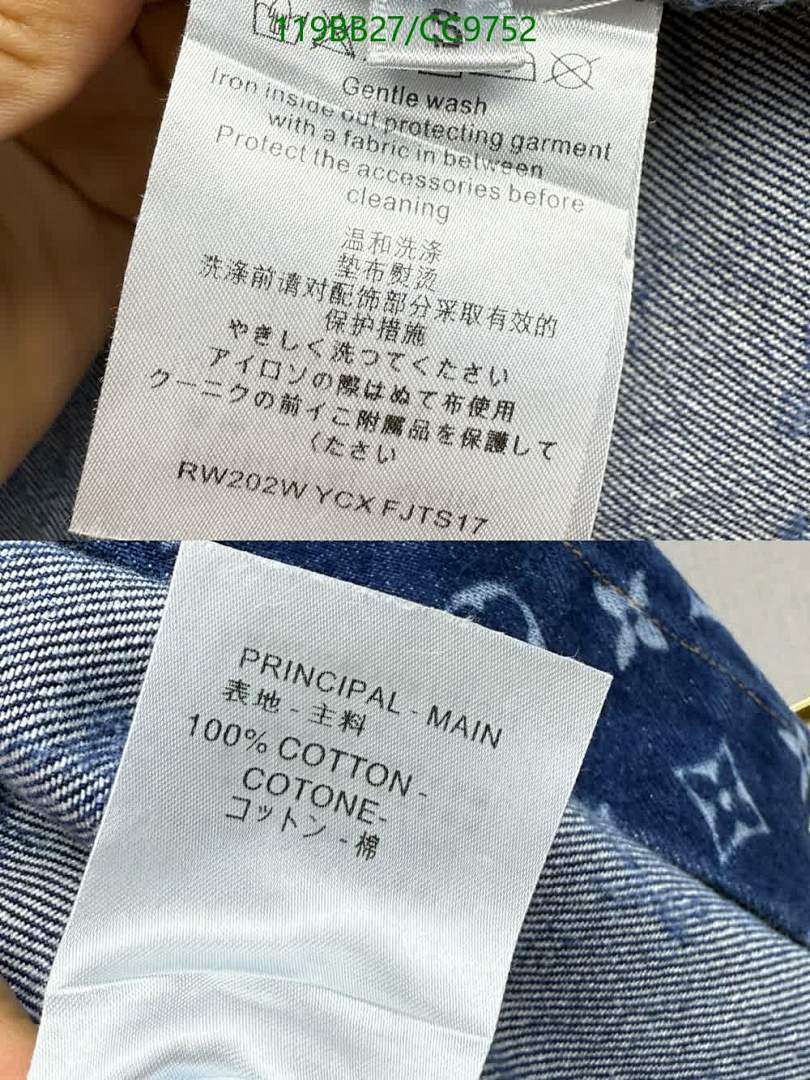 119BB27/CC9752
S
Gentle wash
Iron inside out protecting garment
with a fabric in between
Protect the accessories before
cleaning
温和洗涤
垫布熨烫
洗涤前请对配饰部分采取有效的
保护措施
やきしく洗つてください
アイロソの際はぬて布使用
クーニクの前イこ附属品を保護して
くたさい
RW202W YCX FJTS17
PRINCIPAL - MAIN
表地 - 主料
100% COTTON -
COTONE-
コットン - 棉